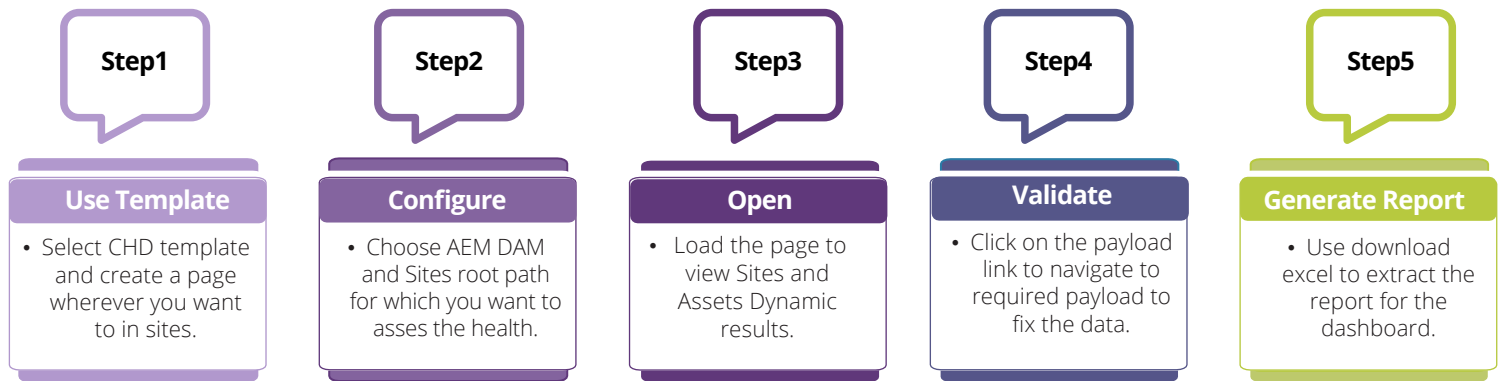 Step1
Use Template
• Select CHD template
and create a page
wherever you want
to in sites.
Step2
Configure
• Choose AEM DAM
and Sites root path
for which you want to
asses the health.
Step3
Open
• Load the page to
view Sites and
Assets Dynamic
results.
Step4
Validate
• Click on the payload
link to navigate to
required payload to
fix the data.
Step5
Generate Report
• Use download
excel to extract the
report for the
dashboard.